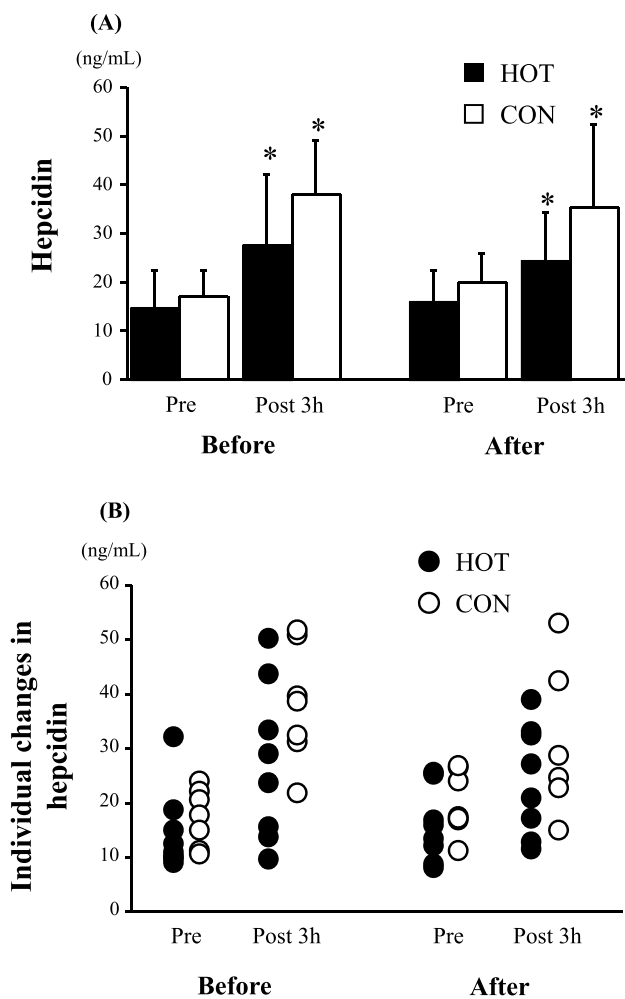 (A)
(ng/mL)
HOT
CON
60
50
40
30
20
10
0
Hepcidin
*
*
*
*
Pre
Post 3h
Pre
Post 3h
Before
After
(B)
(ng/mL)
HOT
CON
60
50
40
30
20
10
0
Individual changes in
hepcidin
Pre
Post 3h
Pre
Post 3h
Before
After